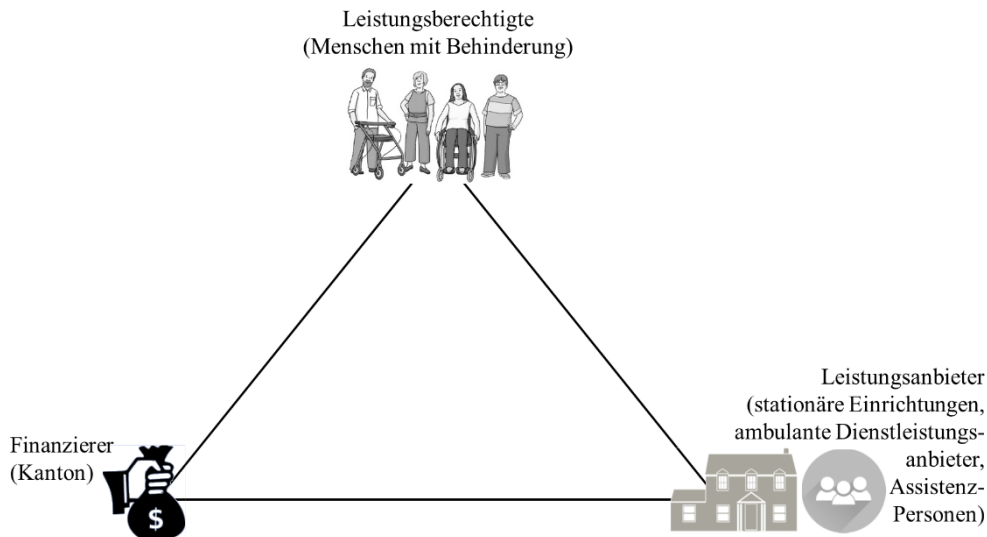 Leistungsberechtigte
(Menschen mit Behinderung)
Finanzierer
(Kanton)
$
Leistungsanbieter
(stationäre Einrichtungen,
ambulante Dienstleistungs-
anbieter,
Assistenz-
Personen)